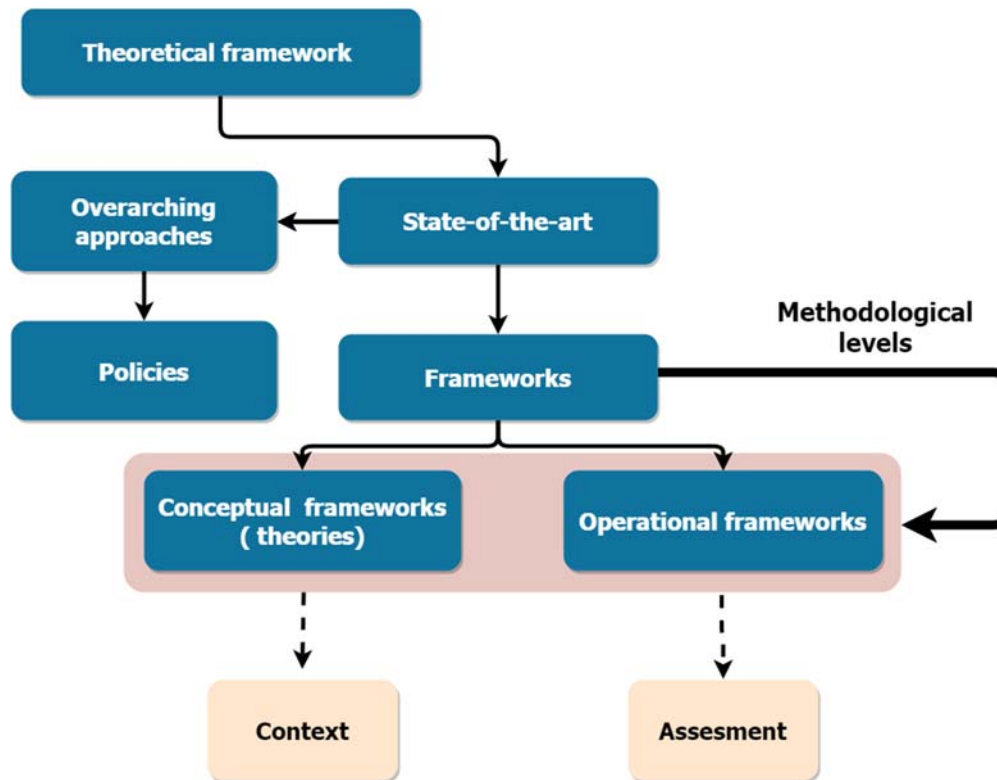 Theoretical framework
Overarching
approaches
State-of-the-art
Methodological
levels
Policies
Frameworks
Conceptual frameworks
( theories)
Operational frameworks
Context
Assesment